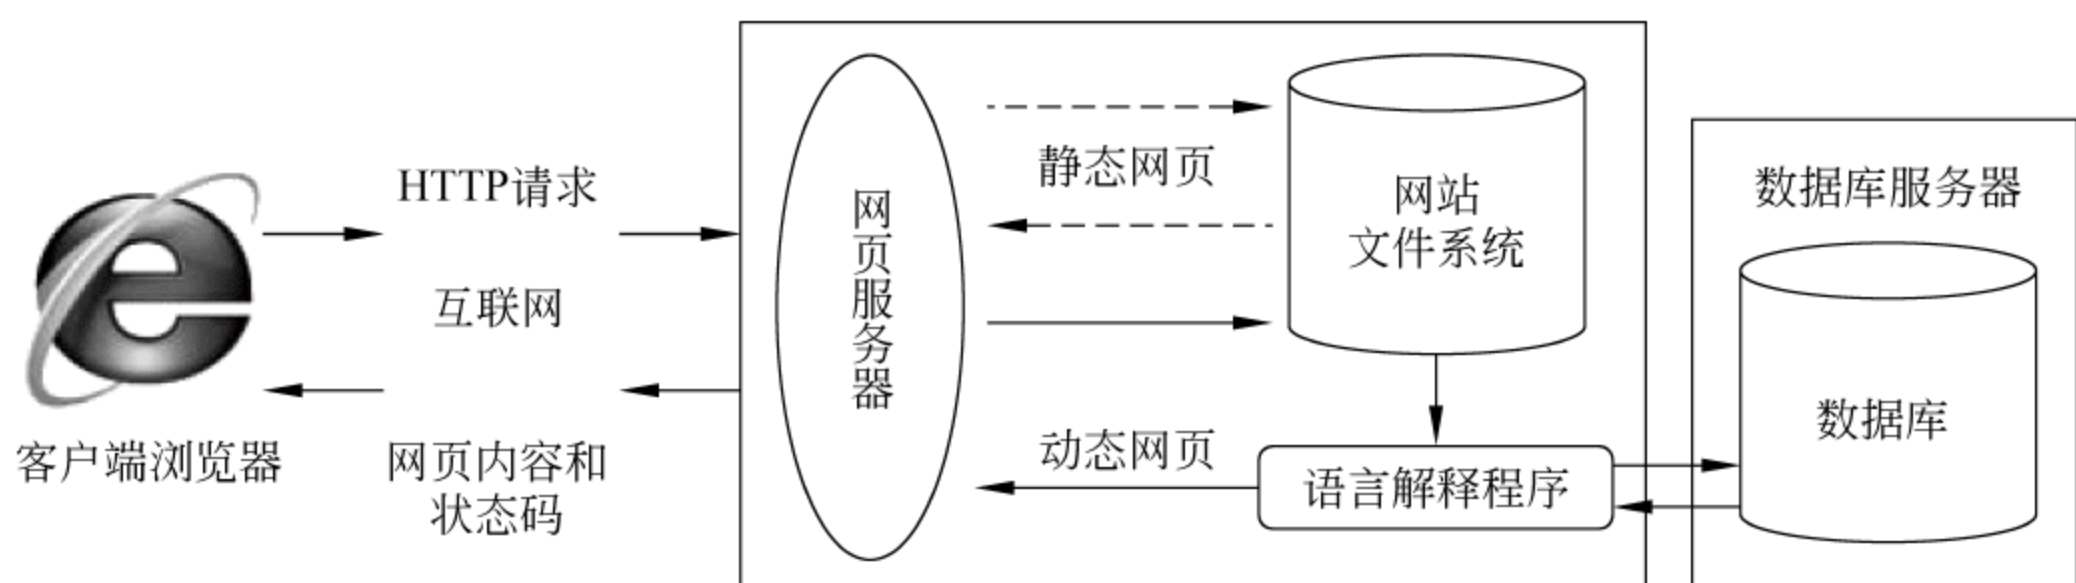 HTTP请求
互联网
网页内容和
状态码
客户端浏览器
网页服务器
静态网页
动态网页
网站
文件系统
语言解释程序
数据库服务器
数据库